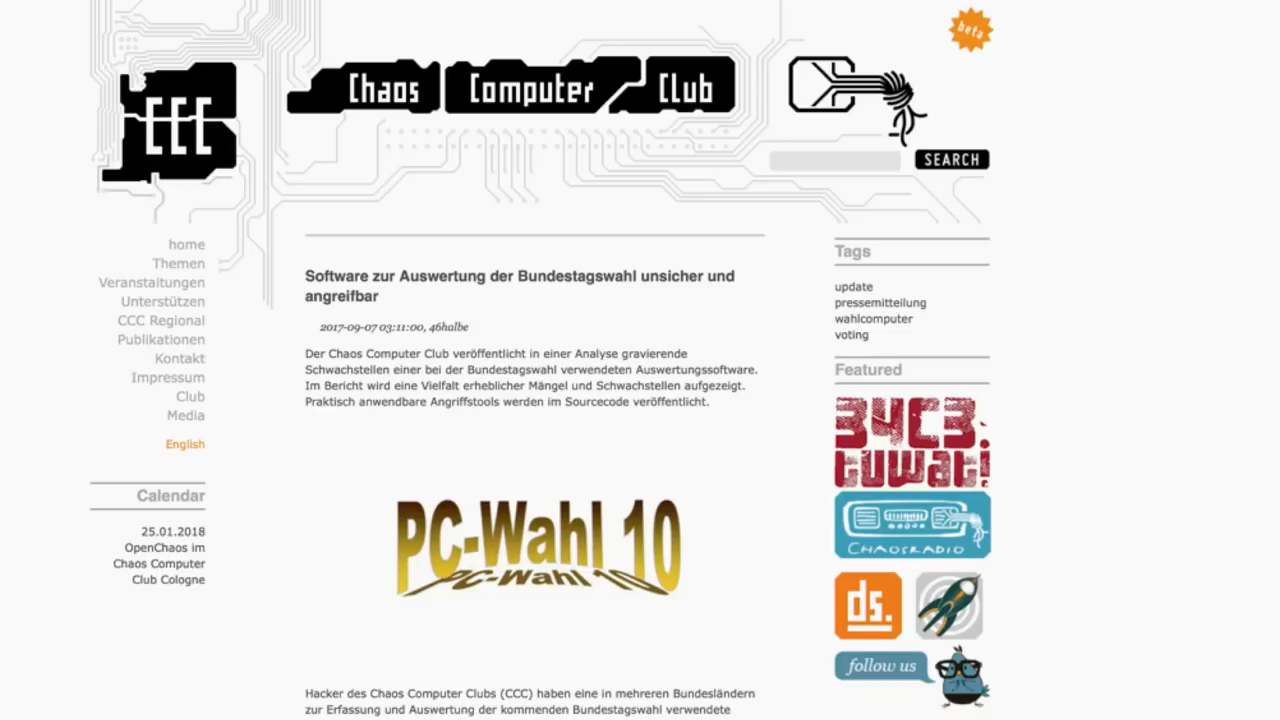 beta
CCC
Chaos Computer Club
SEARCH
home
Themen
Veranstaltungen
Unterstützen
CCC Regional
Publikationen
Kontakt
Impressum
Club
Media
English
Calendar
25.01.2018
OpenChaos im
Chaos Computer
Club Cologne
Software zur Auswertung der Bundestagswahl unsicher und
angreifbar
2017-09-07 03:11:00, 46halbe
Der Chaos Computer Club veröffentlicht in einer Analyse gravierende
Schwachstellen einer bei der Bundestagswahl verwendeten Auswertungssoftware.
Im Bericht wird eine Vielfalt erheblicher Mängel und Schwachstellen aufgezeigt.
Praktisch anwendbare Angriffstools werden im Sourcecode veröffentlicht.
PC-Wahl 10
PC-Wahl 10
Hacker des Chaos Computer Clubs (CCC) haben eine in mehreren Bundesländern
zur Erfassung und Auswertung der kommenden Bundestagswahl verwendete
Tags
update
pressemitteilung
wahlcomputer
voting
Featured
34C3.
tuwat!
CHAOSRADIO
ds.
follow us